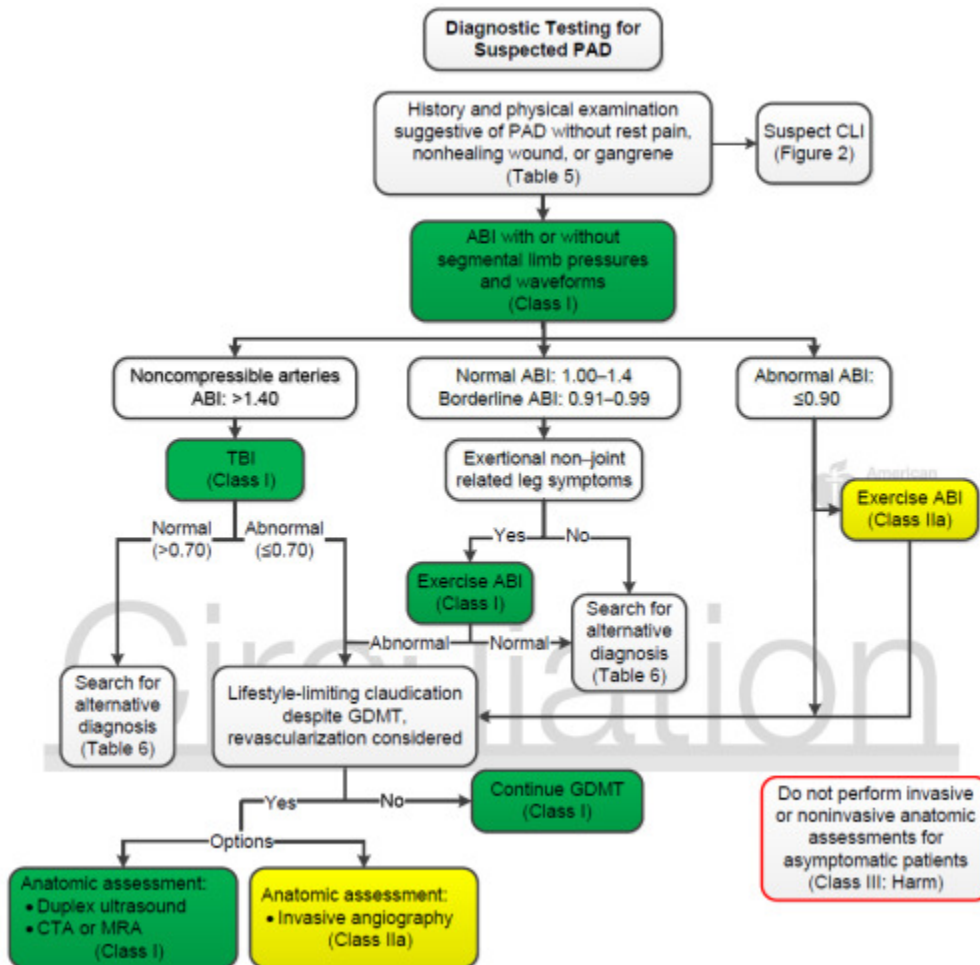 Diagnostic Testing for
Suspected PAD
History and physical examination
suggestive of PAD without rest pain,
nonhealing wound, or gangrene
(Table 5)
Suspect CLI
(Figure 2)
ABI with or without
segmental limb pressures
and waveforms
(Class I)
Noncompressible arteries
ABI: >1.40
Normal ABI: 1.00–1.4
Borderline ABI: 0.91–0.99
Abnormal ABI:
≤0.90
TBI
(Class I)
Exertional non–joint
related leg symptoms
American
Exercise ABI
(Class IIa)
Normal
(>0.70)
Abnormal
(≤0.70)
Yes
No
Exercise ABI
(Class I)
Search for
alternative
diagnosis
(Table 6)
Abnormal
Normal
Circulation
Search for
alternative
diagnosis
(Table 6)
Lifestyle-limiting claudication
despite GDMT,
revascularization considered
Yes
No
Continue GDMT
(Class I)
Do not perform invasive
or noninvasive anatomic
assessments for
asymptomatic patients
(Class III: Harm)
Options
Anatomic assessment:
• Duplex ultrasound
• CTA or MRA
(Class I)
Anatomic assessment:
• Invasive angiography
(Class IIa)